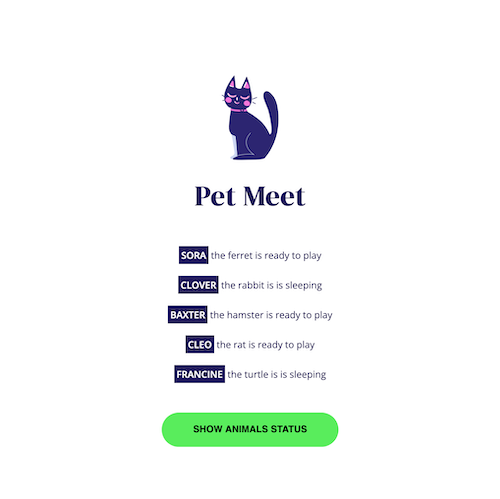 Pet Meet
SORA the ferret is ready to play
CLOVER the rabbit is is sleeping
BAXTER the hamster is ready to play
CLEO the rat is ready to play
FRANCINE the turtle is is sleeping
SHOW ANIMALS STATUS